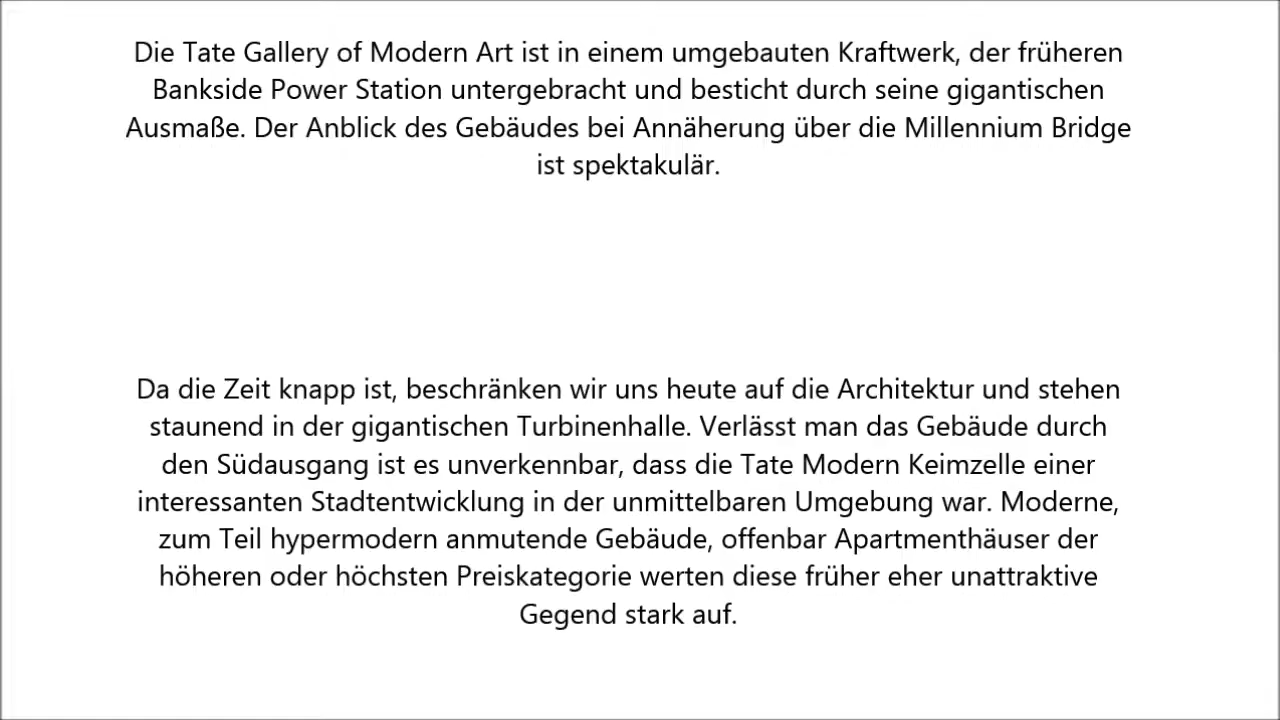 Die Tate Gallery of Modern Art ist in einem umgebauten Kraftwerk, der früheren
Bankside Power Station untergebracht und besticht durch seine gigantischen
Ausmaße. Der Anblick des Gebäudes bei Annäherung über die Millennium Bridge
ist spektakulär.
Da die Zeit knapp ist, beschränken wir uns heute auf die Architektur und stehen
staunend in der gigantischen Turbinenhalle. Verlässt man das Gebäude durch
den Südausgang ist es unverkennbar, dass die Tate Modern Keimzelle einer
interessanten Stadtentwicklung in der unmittelbaren Umgebung war. Moderne,
zum Teil hypermodern anmutende Gebäude, offenbar Apartmenthäuser der
höheren oder höchsten Preiskategorie werten diese früher eher unattraktive
Gegend stark auf.